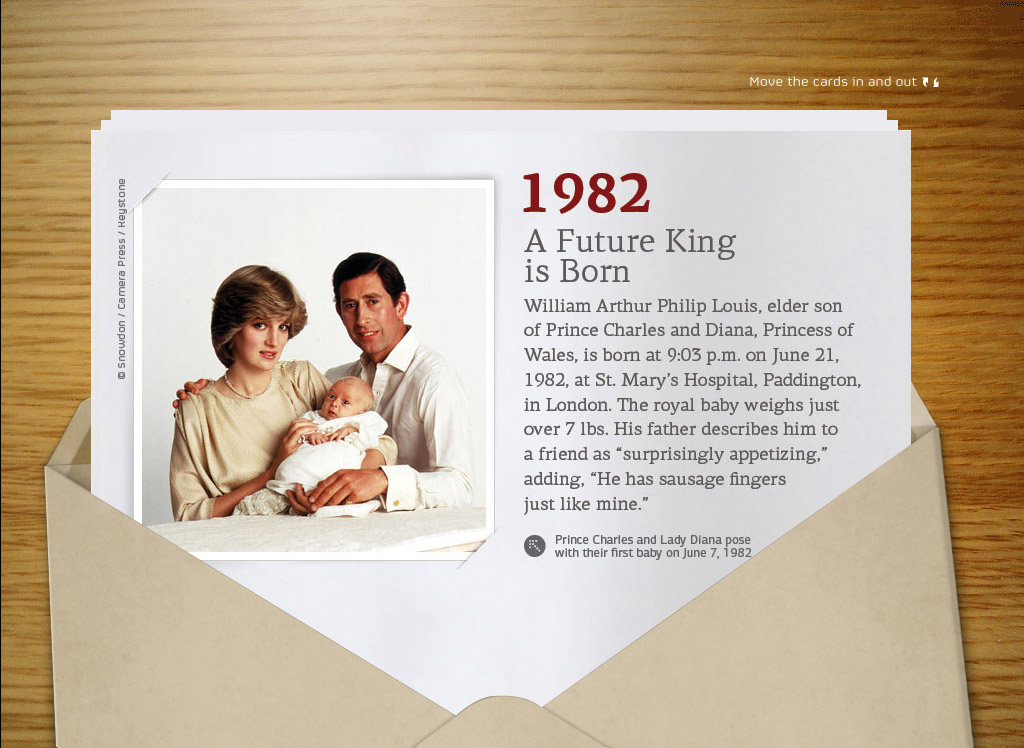 Move the cards in and out
© Snowdon / Camera Press / Keystone
1982
A Future King
is Born
William Arthur Philip Louis, elder son
of Prince Charles and Diana, Princess of
Wales, is born at 9:03 p.m. on June 21,
1982, at St. Mary’s Hospital, Paddington,
in London. The royal baby weighs just
over 7 lbs. His father describes him to
a friend as “surprisingly appetizing,”
adding, “He has sausage fingers
just like mine.”
Prince Charles and Lady Diana pose
with their first baby on June 7, 1982